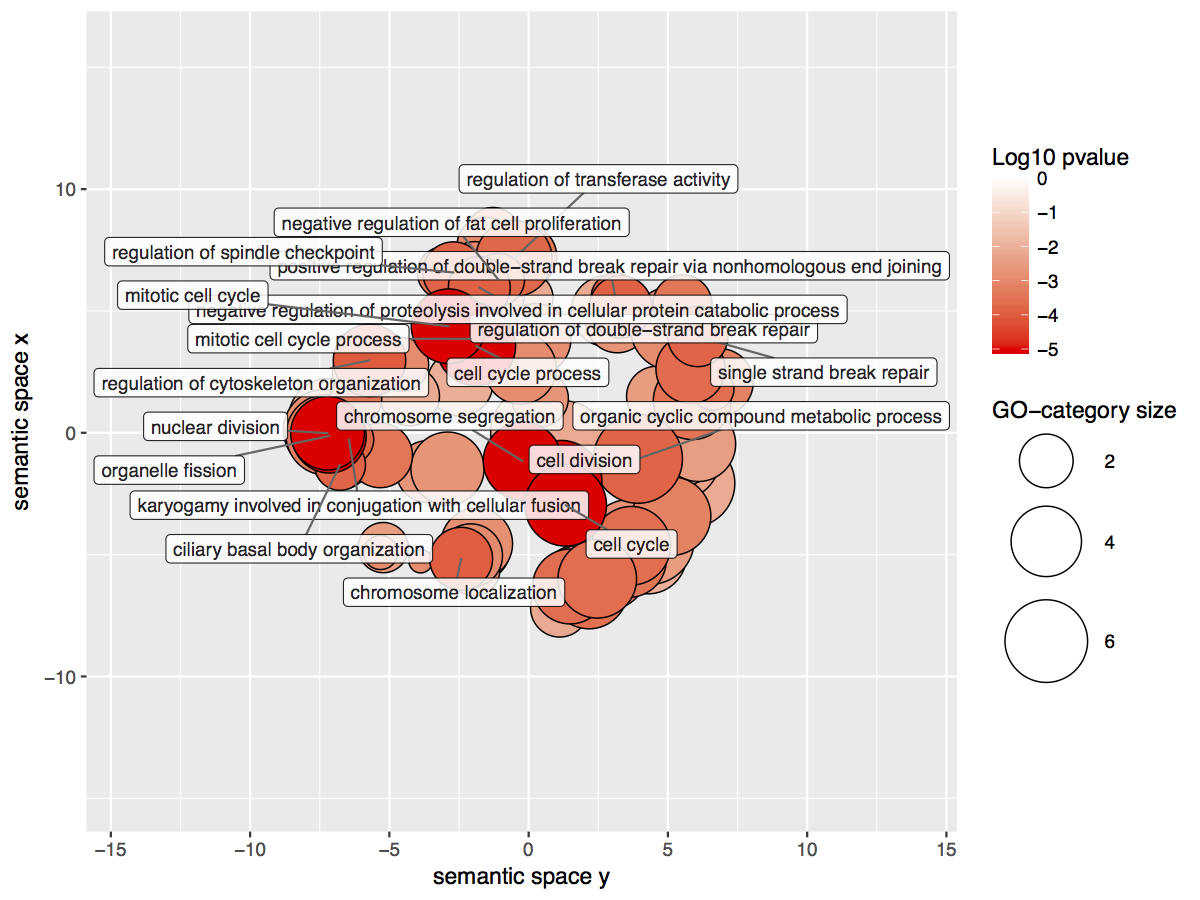 regulation of transferase activity
negative regulation of fat cell proliferation
regulation of spindle checkpoint
positive regulation of double−strand break repair via nonhomologous end joining
mitotic cell cycle
negative regulation of proteolysis involved in cellular protein catabolic process
mitotic cell cycle process
regulation of double−strand break repair
cell cycle process
single strand break repair
regulation of cytoskeleton organization
chromosome segregation
organic cyclic compound metabolic process
nuclear division
cell division
organelle fission
karyogamy involved in conjugation with cellular fusion
ciliary basal body organization
cell cycle
chromosome localization
10
0
−10
semantic space x
−15
−10
−5
0
5
10
15
semantic space y
Log10 pvalue
0
−1
−2
−3
−4
−5
GO−category size
2
4
6